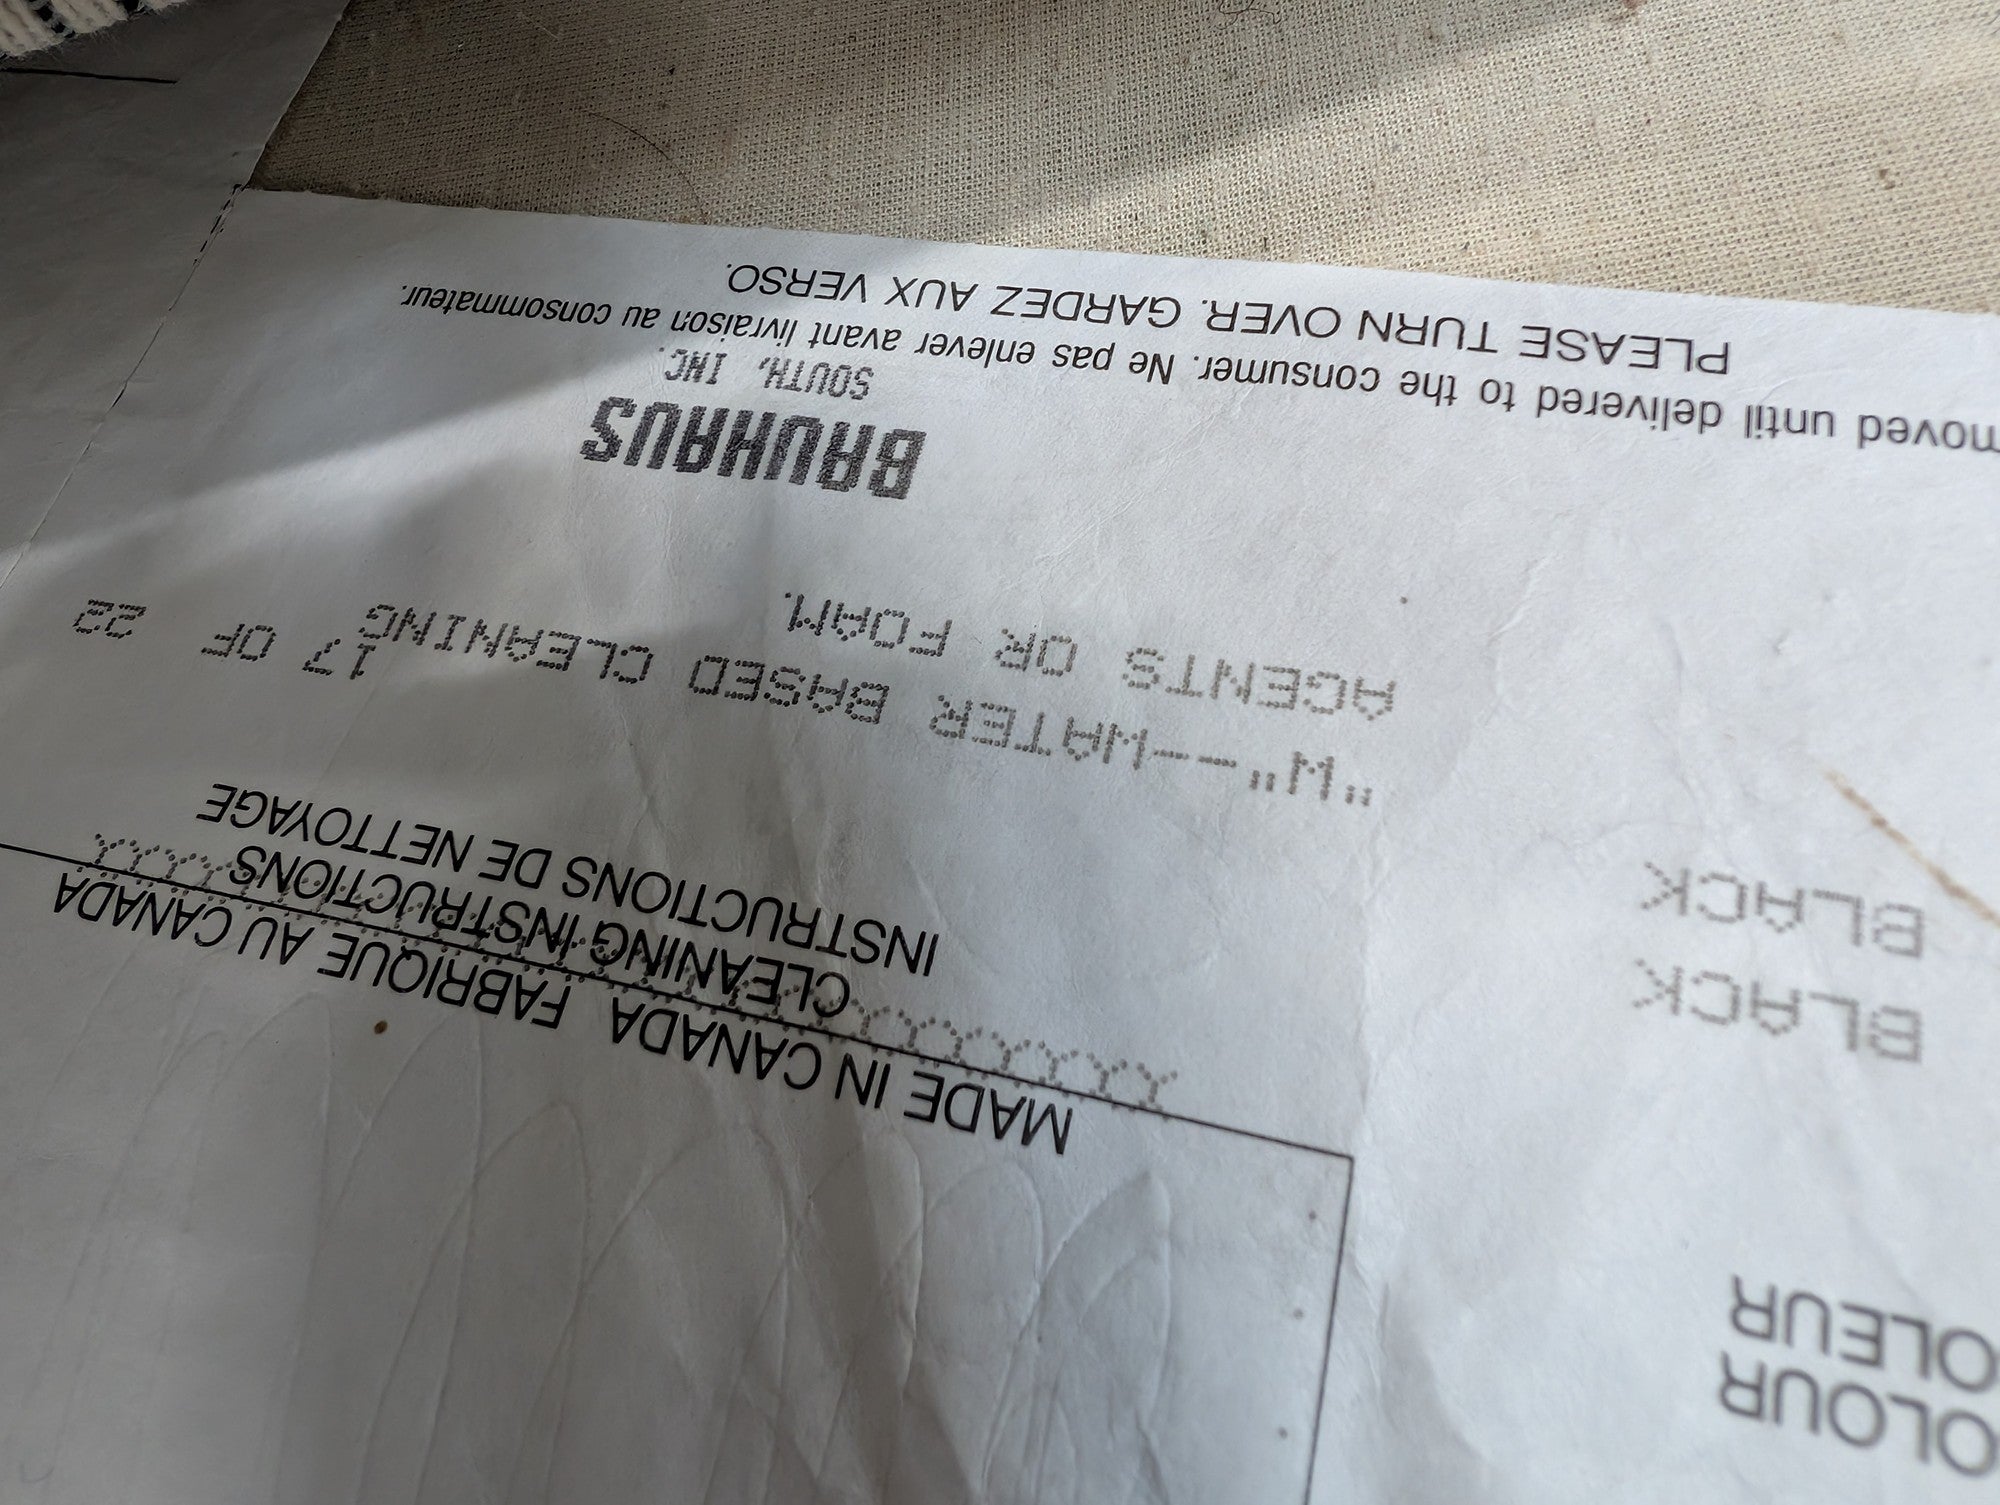 OLOUR
OLEUR
MADE IN CANADA FABRIQUE AU CANADA
CLEANING INSTRUCTIONS
INSTRUCTIONS DE NETTOYAGE
BLACK
BLACK
"W"--WATER BASED CLEANING
AGENTS OR FOAM.
17 OF 22
BAUHAUS
SOUTH, INC.
moved until delivered to the consumer. Ne pas enlever avant livraison au consommateur.
PLEASE TURN OVER. GARDEZ AUX VERSO.